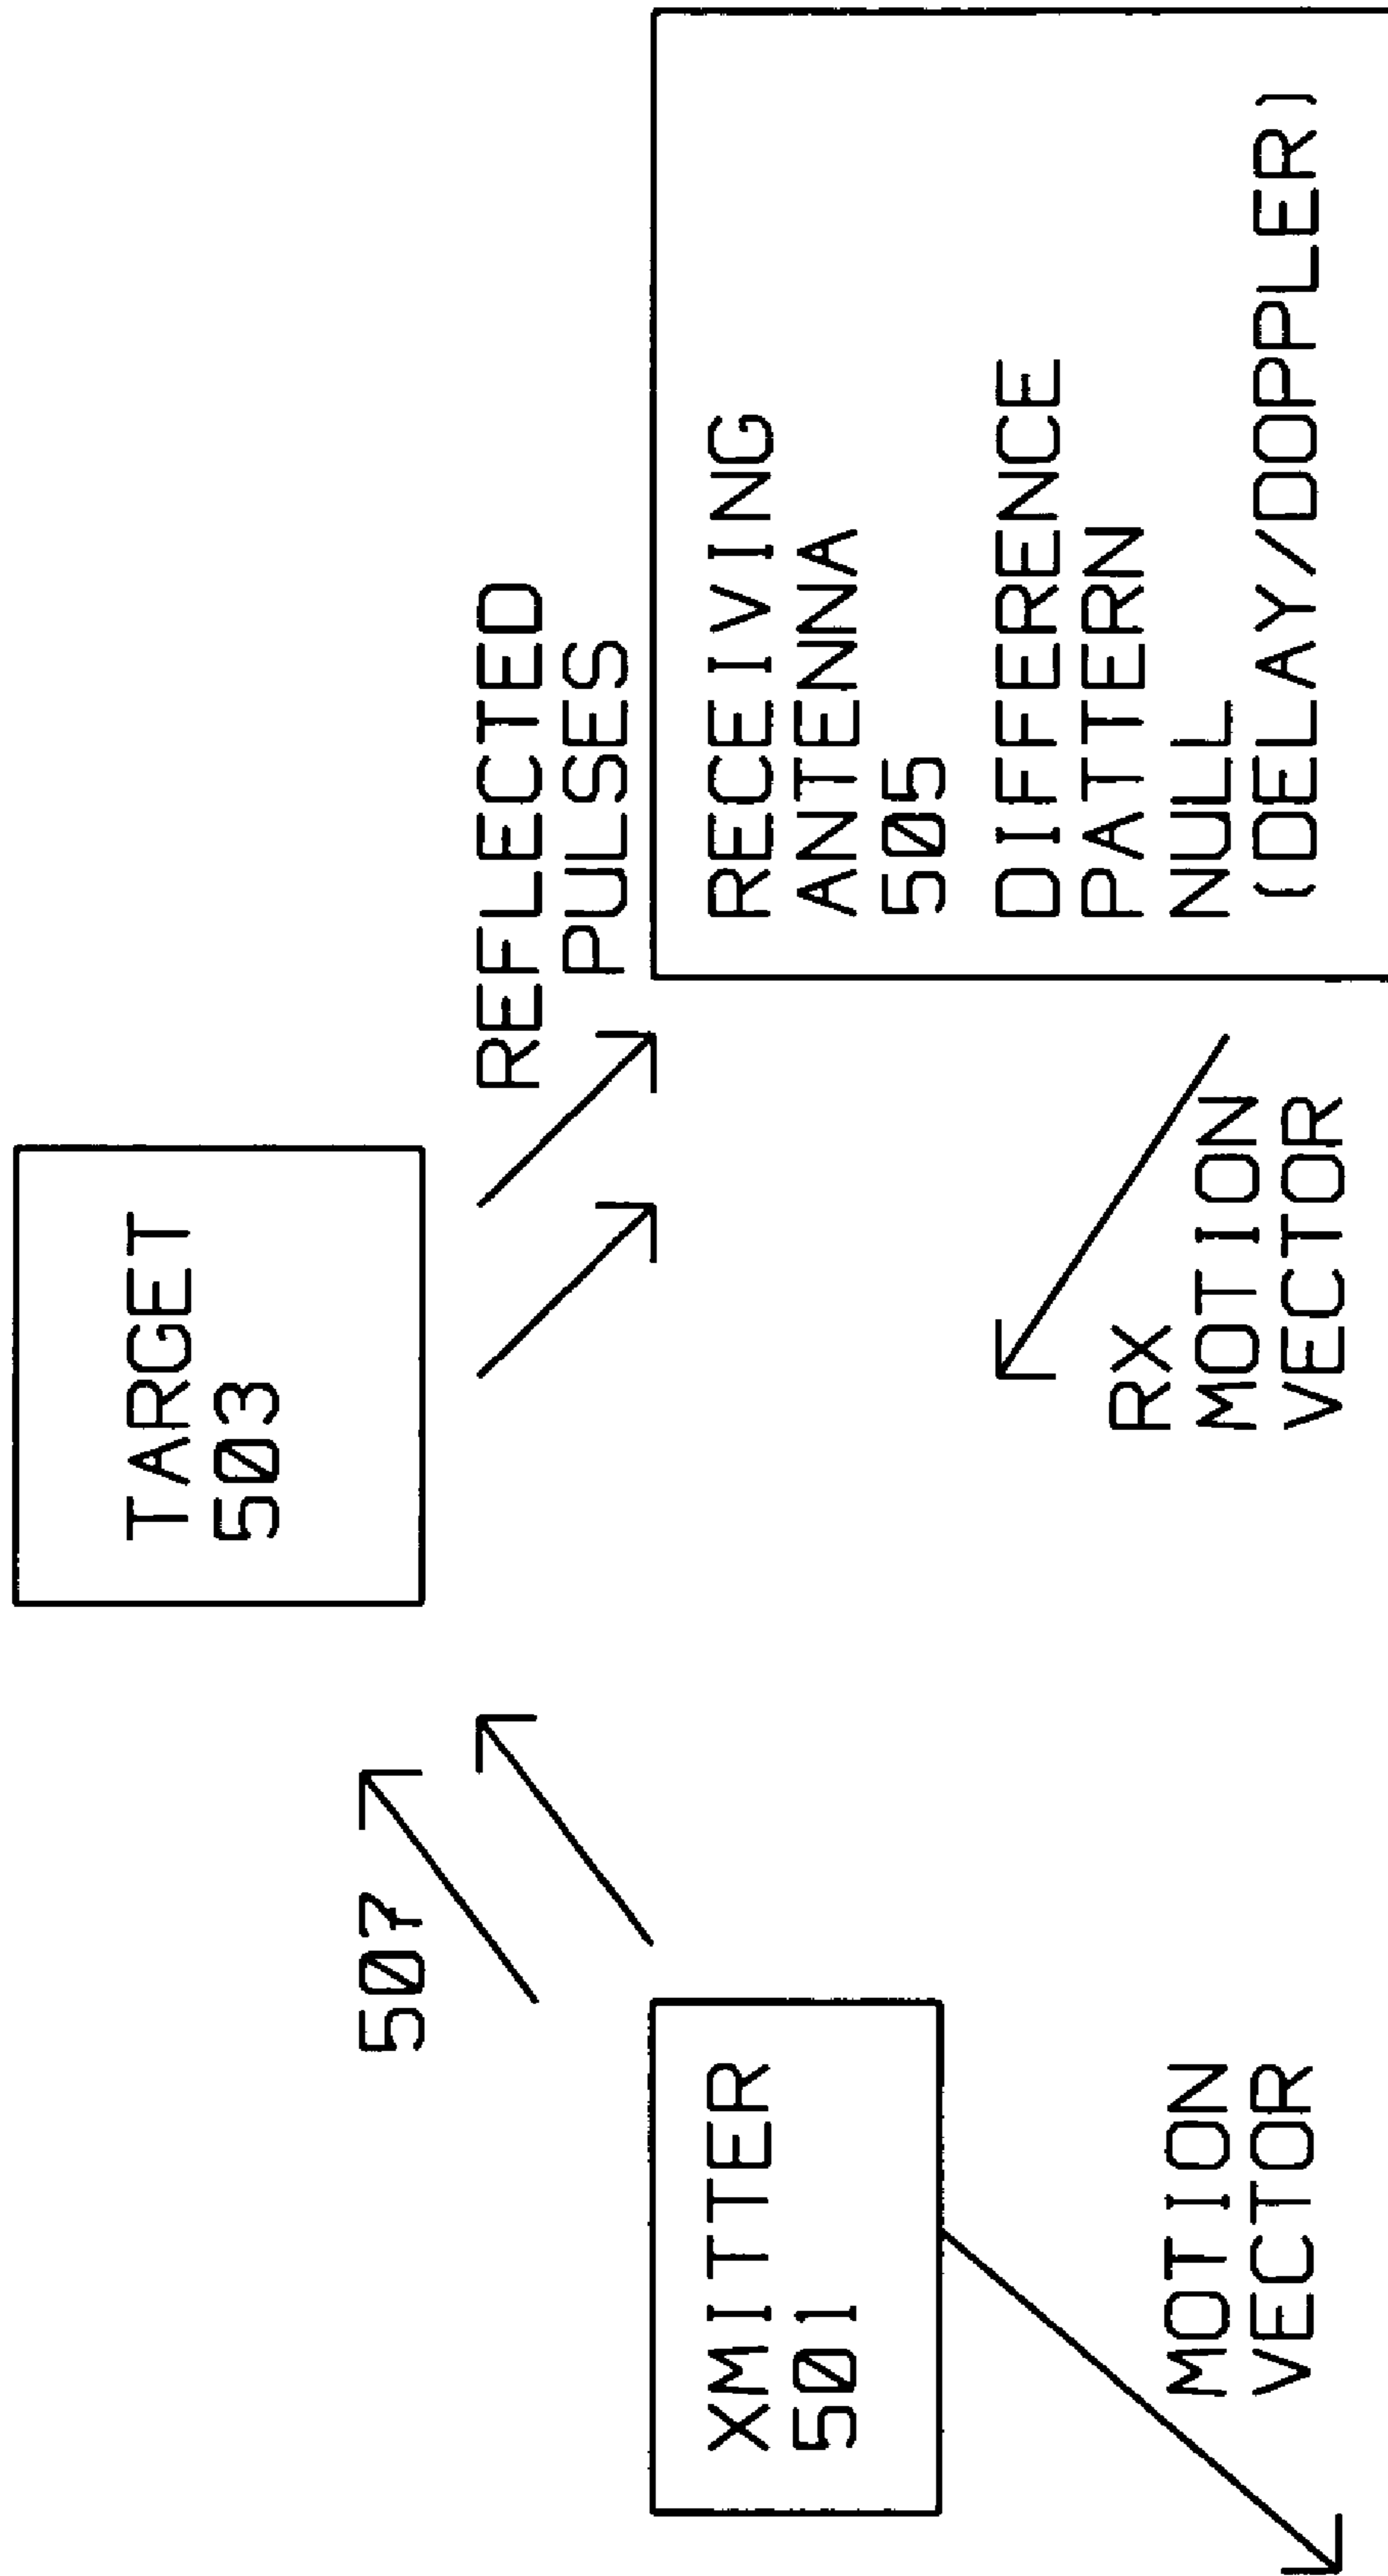 TARGET
503
507
REFLECTED
PULSES
XMITTER
501
RECEIVING
ANTENNA
505
DIFFERENCE
PATTERN
NULL
(DELAY/DOPPLER)
MOTION
VECTOR
RX
MOTION
VECTOR